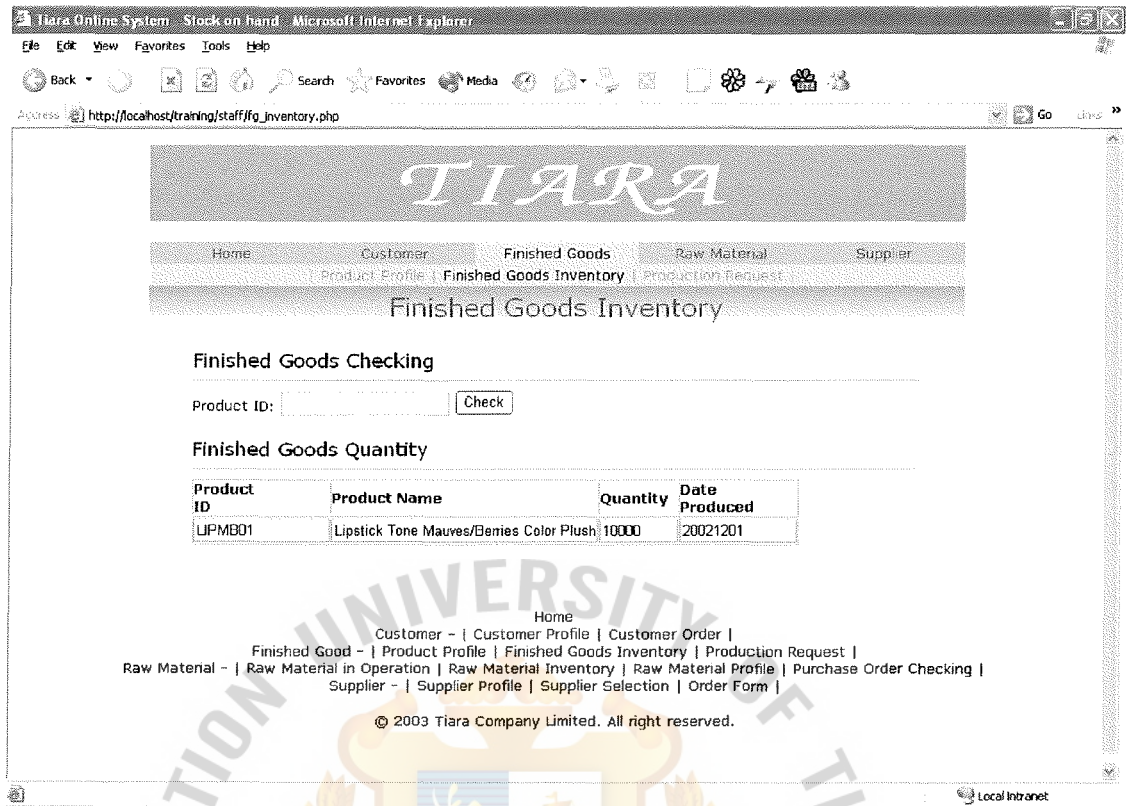 Tiara Online System Stock on hand Microsoft Internet Explorer
File Edit View Favorites Tools Help
Back Search Favorites Media
Address http://localhost/training/staff/fg_inventory.php Go Links »
TIARA
Home Customer Finished Goods Raw Material Supplier
| Product Profile | Finished Goods Inventory | Production Request
Finished Goods Inventory
Finished Goods Checking
Product ID: Check
Finished Goods Quantity
Product ID Product Name Quantity Date Produced
LIPMB01 Lipstick Tone Mauves/Berries Color Plush 10000 20021201
Home
Customer - | Customer Profile | Customer Order |
Finished Good - | Product Profile | Finished Goods Inventory | Production Request |
Raw Material - | Raw Material in Operation | Raw Material Inventory | Raw Material Profile | Purchase Order Checking |
Supplier - | Supplier Profile | Supplier Selection | Order Form |
© 2003 Tiara Company Limited. All right reserved.
UNIVERSITY OF
Local intranet